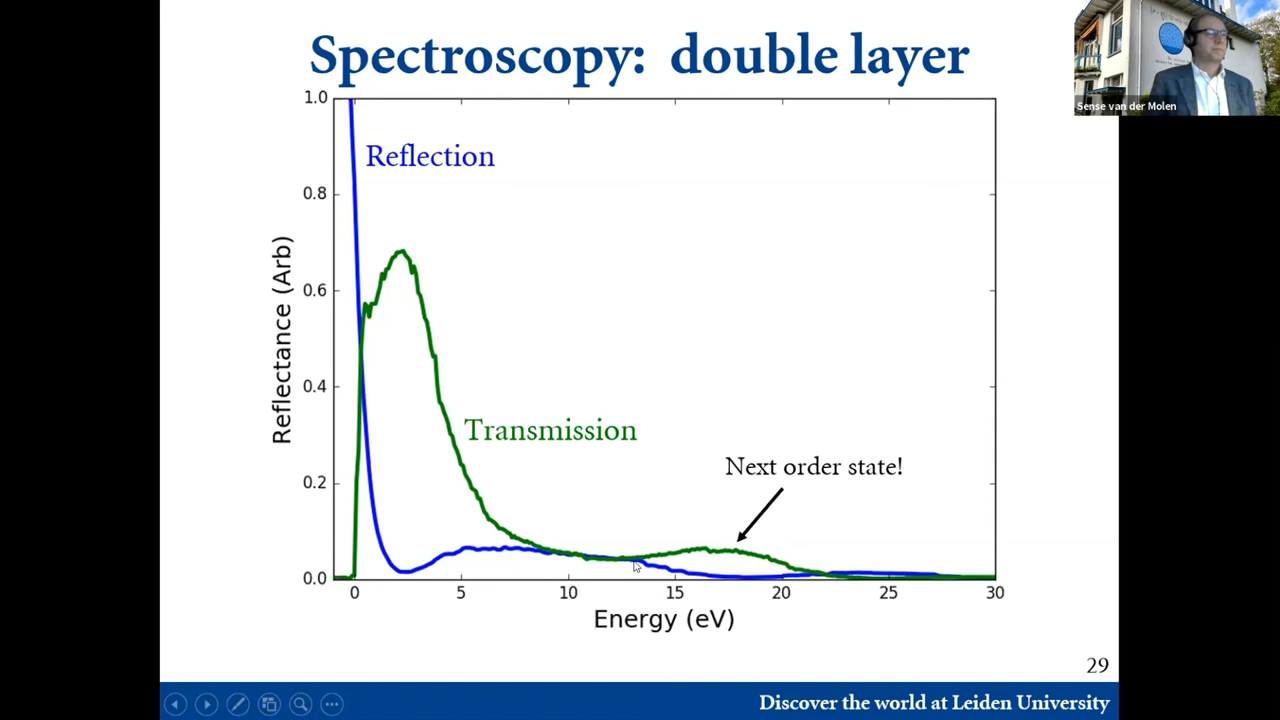 Spectroscopy: double layer
Sense van der Molen
1.0
0.8
0.6
0.4
0.2
0.0
Reflectance (Arb)
Reflection
Transmission
Next order state!
0 5 10 15 20 25 30
Energy (eV)
29
Discover the world at Leiden University